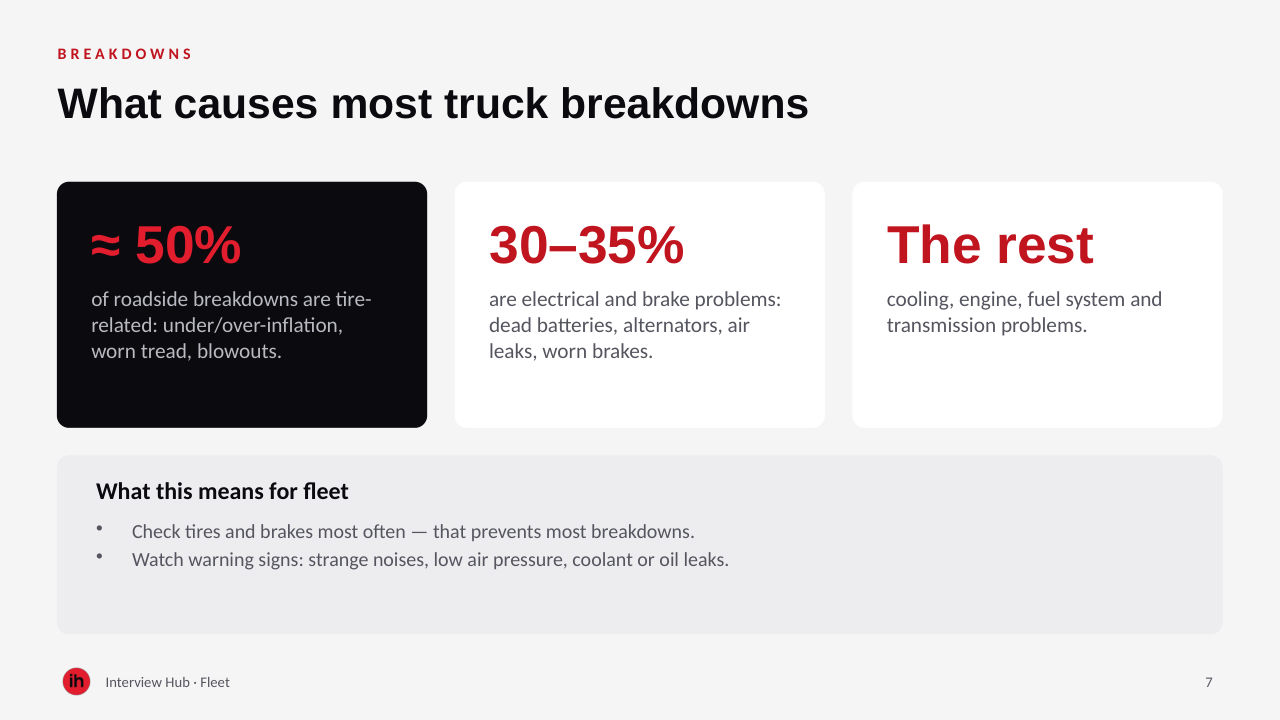 BREAKDOWNS
What causes most truck breakdowns
≈ 50%
of roadside breakdowns are tire-
related: under/over-inflation,
worn tread, blowouts.
30–35%
are electrical and brake problems:
dead batteries, alternators, air
leaks, worn brakes.
The rest
cooling, engine, fuel system and
transmission problems.
What this means for fleet
• Check tires and brakes most often — that prevents most breakdowns.
• Watch warning signs: strange noises, low air pressure, coolant or oil leaks.
ih Interview Hub · Fleet
7